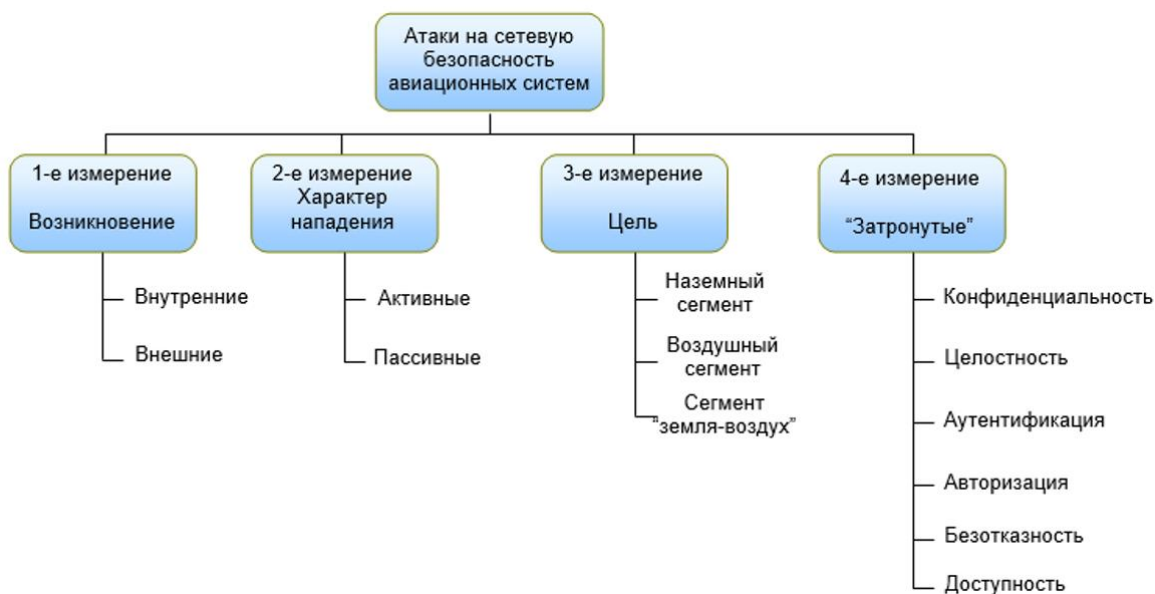 Атаки на сетевую
безопасность
авиационных систем
1-е измерение
Возникновение
2-е измерение
Характер
нападения
3-е измерение
Цель
4-е измерение
“Затронутые”
Внутренние
Внешние
Активные
Пассивные
Наземный
сегмент
Воздушный
сегмент
Сегмент
“земля-воздух”
Конфиденциальность
Целостность
Аутентификация
Авторизация
Безотказность
Доступность